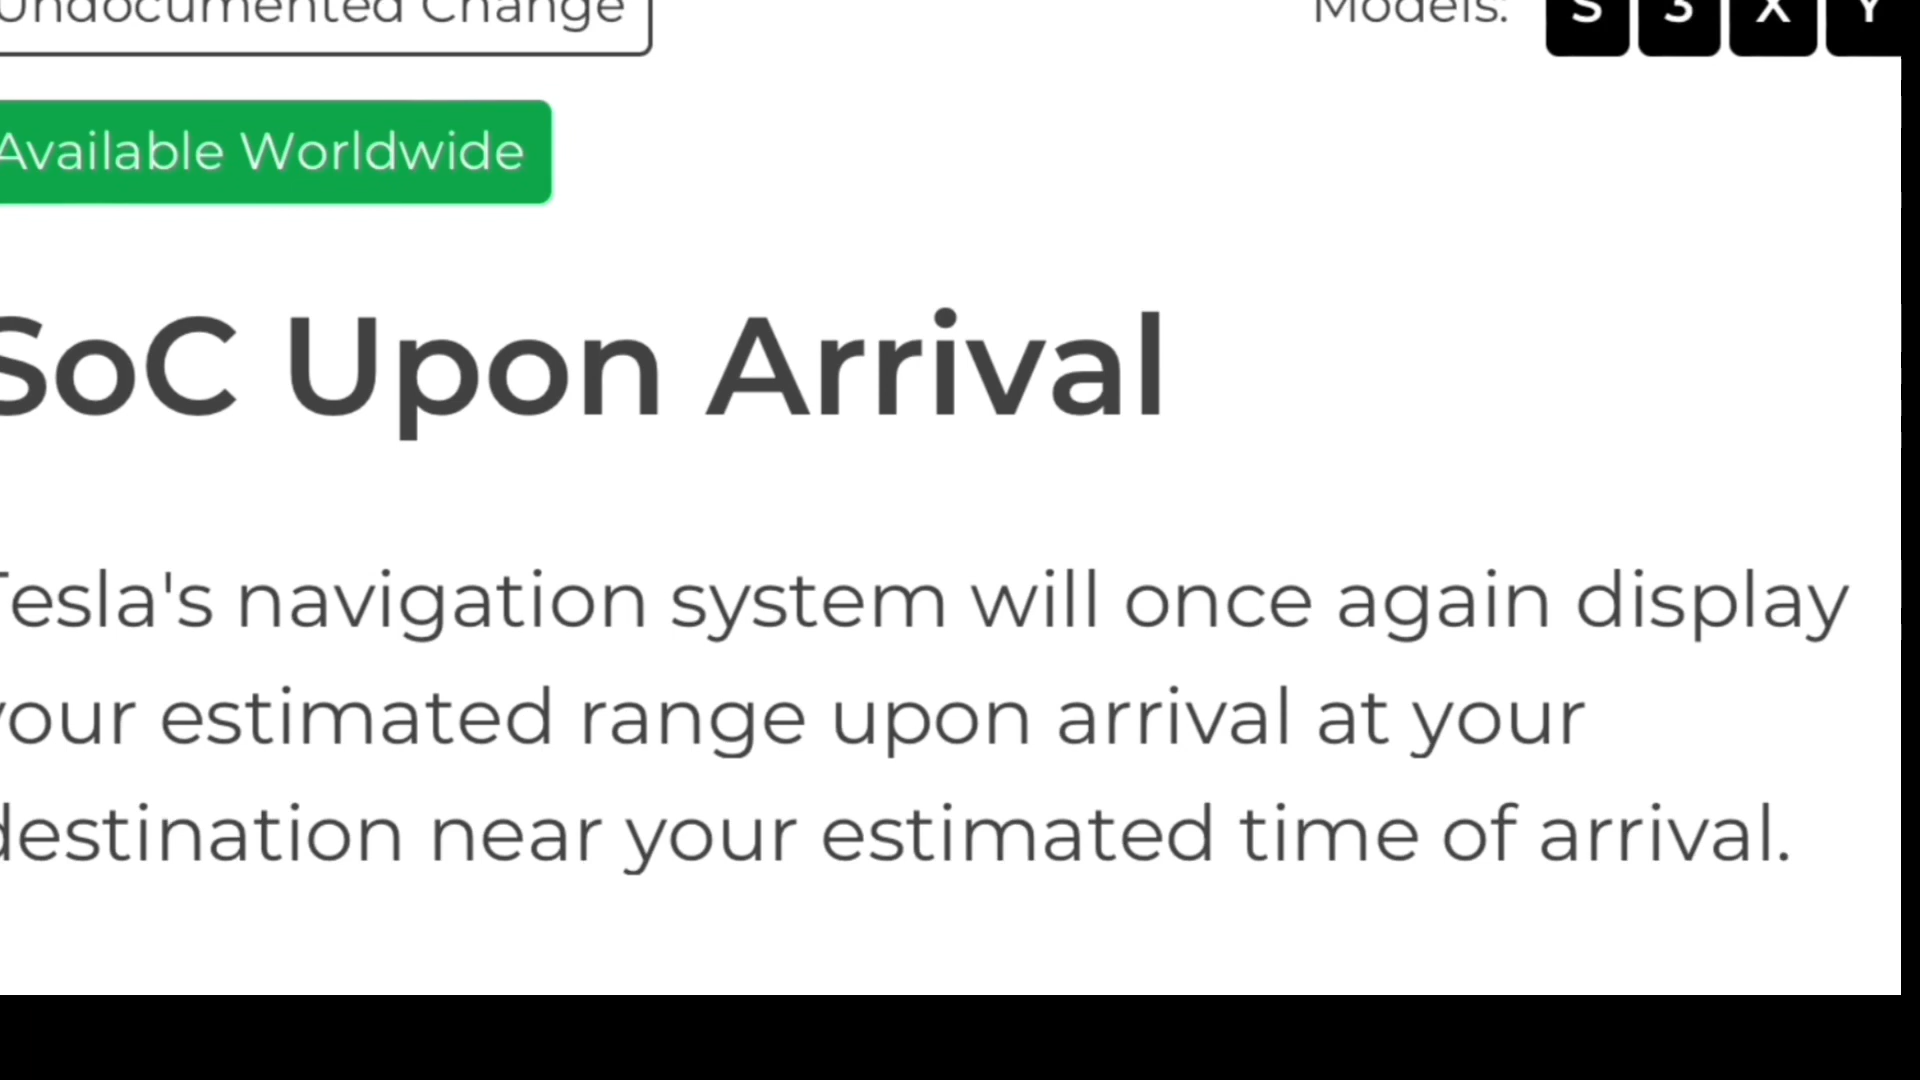 Undocumented Change
Models: S 3 X Y
Available Worldwide
SoC Upon Arrival
Tesla's navigation system will once again display
your estimated range upon arrival at your
destination near your estimated time of arrival.